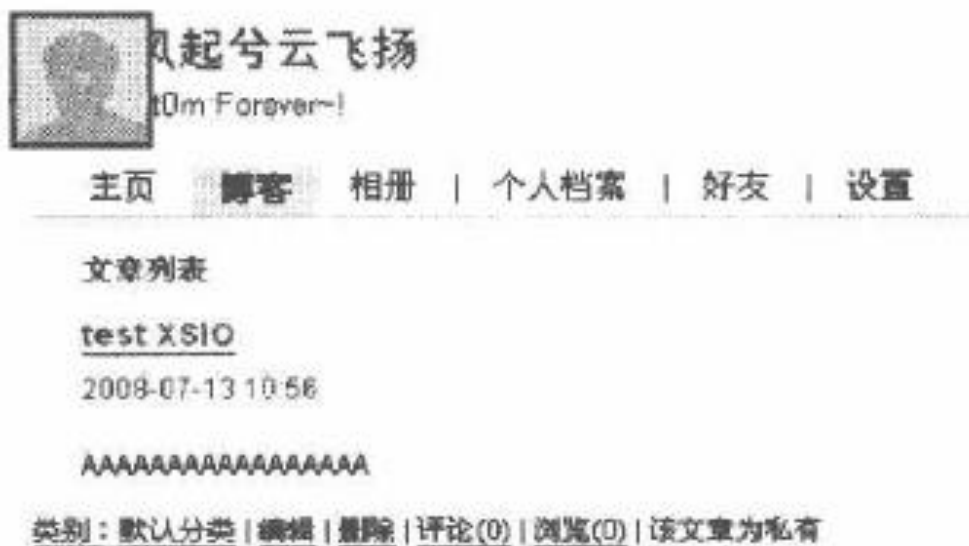 风起兮云飞扬
t0m Forever~!
主页 博客 相册 | 个人档案 | 好友 | 设置
文章列表
test XSIO
2008-07-13 10:56
AAAAAAAAAAAAAAAAA
类别：默认分类 | 编辑 | 删除 | 评论(0) | 浏览(0) | 该文章为私有